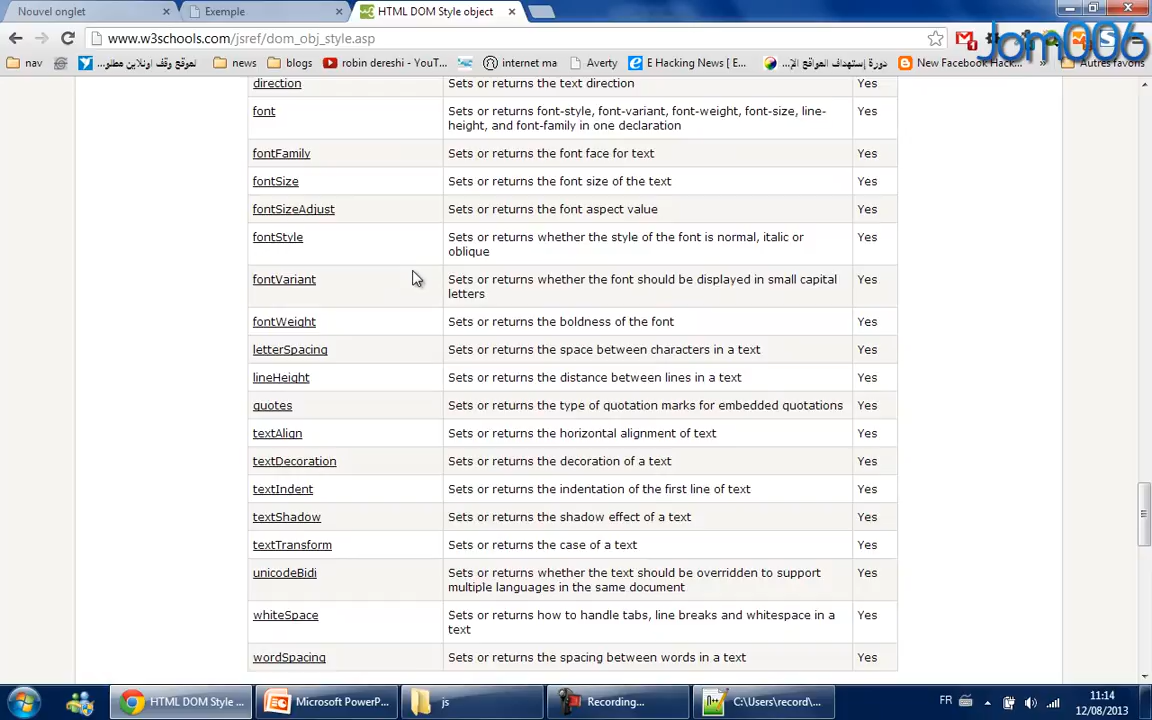 Nouvel onglet
Exemple
HTML DOM Style object
www.w3schools.com/jsref/dom_obj_style.asp
Jom006
nav
لموقع وقف اونلاين مطلو...
news
blogs
robin dereshi - YouT...
internet ma
Averty
E Hacking News [ E...
دورة إستهداف المواقع الإ...
New Facebook Hac...
»
Autres favoris
direction Sets or returns the text direction Yes
font Sets or returns font-style, font-variant, font-weight, font-size, line- Yes
height, and font-family in one declaration
fontFamily Sets or returns the font face for text Yes
fontSize Sets or returns the font size of the text Yes
fontSizeAdjust Sets or returns the font aspect value Yes
fontStyle Sets or returns whether the style of the font is normal, italic or Yes
oblique
fontVariant Sets or returns whether the font should be displayed in small capital Yes
letters
fontWeight Sets or returns the boldness of the font Yes
letterSpacing Sets or returns the space between characters in a text Yes
lineHeight Sets or returns the distance between lines in a text Yes
quotes Sets or returns the type of quotation marks for embedded quotations Yes
textAlign Sets or returns the horizontal alignment of text Yes
textDecoration Sets or returns the decoration of a text Yes
textIndent Sets or returns the indentation of the first line of text Yes
textShadow Sets or returns the shadow effect of a text Yes
textTransform Sets or returns the case of a text Yes
unicodeBidi Sets or returns whether the text should be overridden to support Yes
multiple languages in the same document
whiteSpace Sets or returns how to handle tabs, line breaks and whitespace in a Yes
text
wordSpacing Sets or returns the spacing between words in a text Yes
HTML DOM Style ...
Microsoft PowerP...
js
Recording...
C:\Users\record\...
FR
11:14
12/08/2013